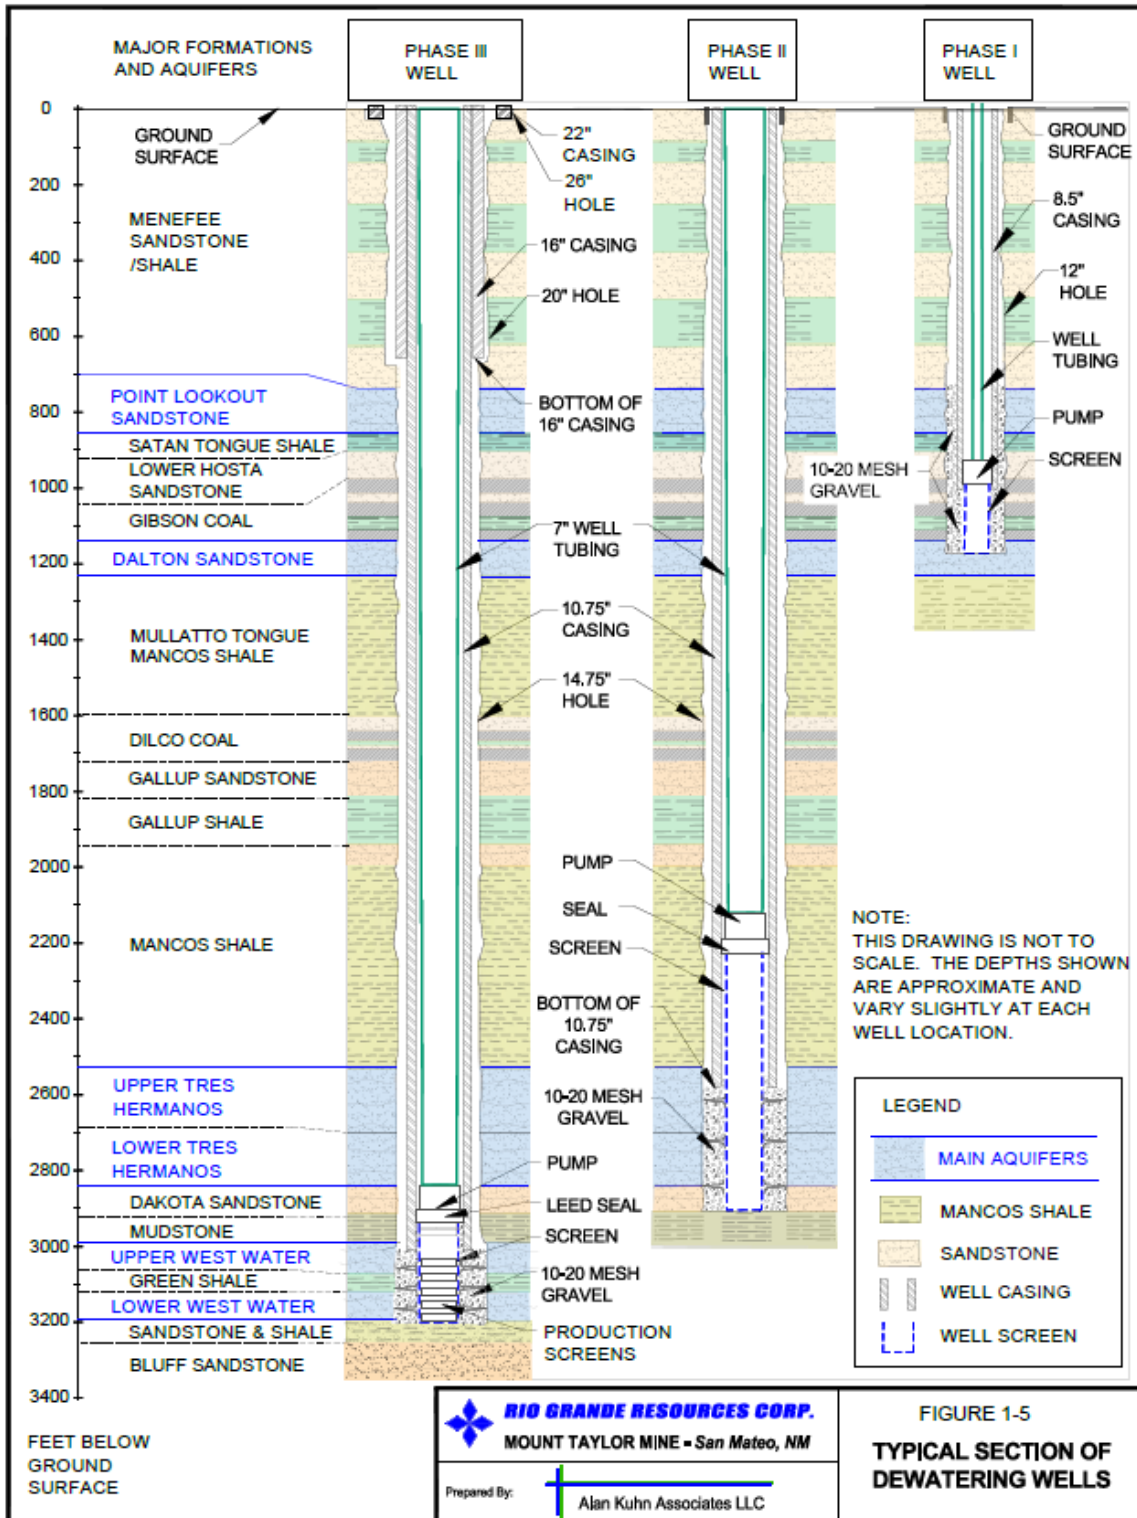 MAJOR FORMATIONS
AND AQUIFERS
PHASE III
WELL
PHASE II
WELL
PHASE I
WELL
0
200
400
600
800
1000
1200
1400
1600
1800
2000
2200
2400
2600
2800
3000
3200
3400
FEET BELOW
GROUND
SURFACE
GROUND
SURFACE
MENEFEE
SANDSTONE
/SHALE
POINT LOOKOUT
SANDSTONE
SATAN TONGUE SHALE
LOWER HOSTA
SANDSTONE
GIBSON COAL
DALTON SANDSTONE
MULLATTO TONGUE
MANCOS SHALE
DILCO COAL
GALLUP SANDSTONE
GALLUP SHALE
MANCOS SHALE
UPPER TRES
HERMANOS
LOWER TRES
HERMANOS
DAKOTA SANDSTONE
MUDSTONE
UPPER WEST WATER
GREEN SHALE
LOWER WEST WATER
SANDSTONE & SHALE
BLUFF SANDSTONE
22"
CASING
26"
HOLE
16" CASING
20" HOLE
BOTTOM OF
16" CASING
7" WELL
TUBING
10.75"
CASING
14.75"
HOLE
PUMP
SEAL
SCREEN
BOTTOM OF
10.75"
CASING
10-20 MESH
GRAVEL
PUMP
LEED SEAL
SCREEN
10-20 MESH
GRAVEL
PRODUCTION
SCREENS
GROUND
SURFACE
8.5"
CASING
12"
HOLE
WELL
TUBING
PUMP
SCREEN
10-20 MESH
GRAVEL
NOTE:
THIS DRAWING IS NOT TO
SCALE. THE DEPTHS SHOWN
ARE APPROXIMATE AND
VARY SLIGHTLY AT EACH
WELL LOCATION.
LEGEND
MAIN AQUIFERS
MANCOS SHALE
SANDSTONE
WELL CASING
WELL SCREEN
RIO GRANDE RESOURCES CORP.
MOUNT TAYLOR MINE - San Mateo, NM
Prepared By:
Alan Kuhn Associates LLC
FIGURE 1-5
TYPICAL SECTION OF
DEWATERING WELLS